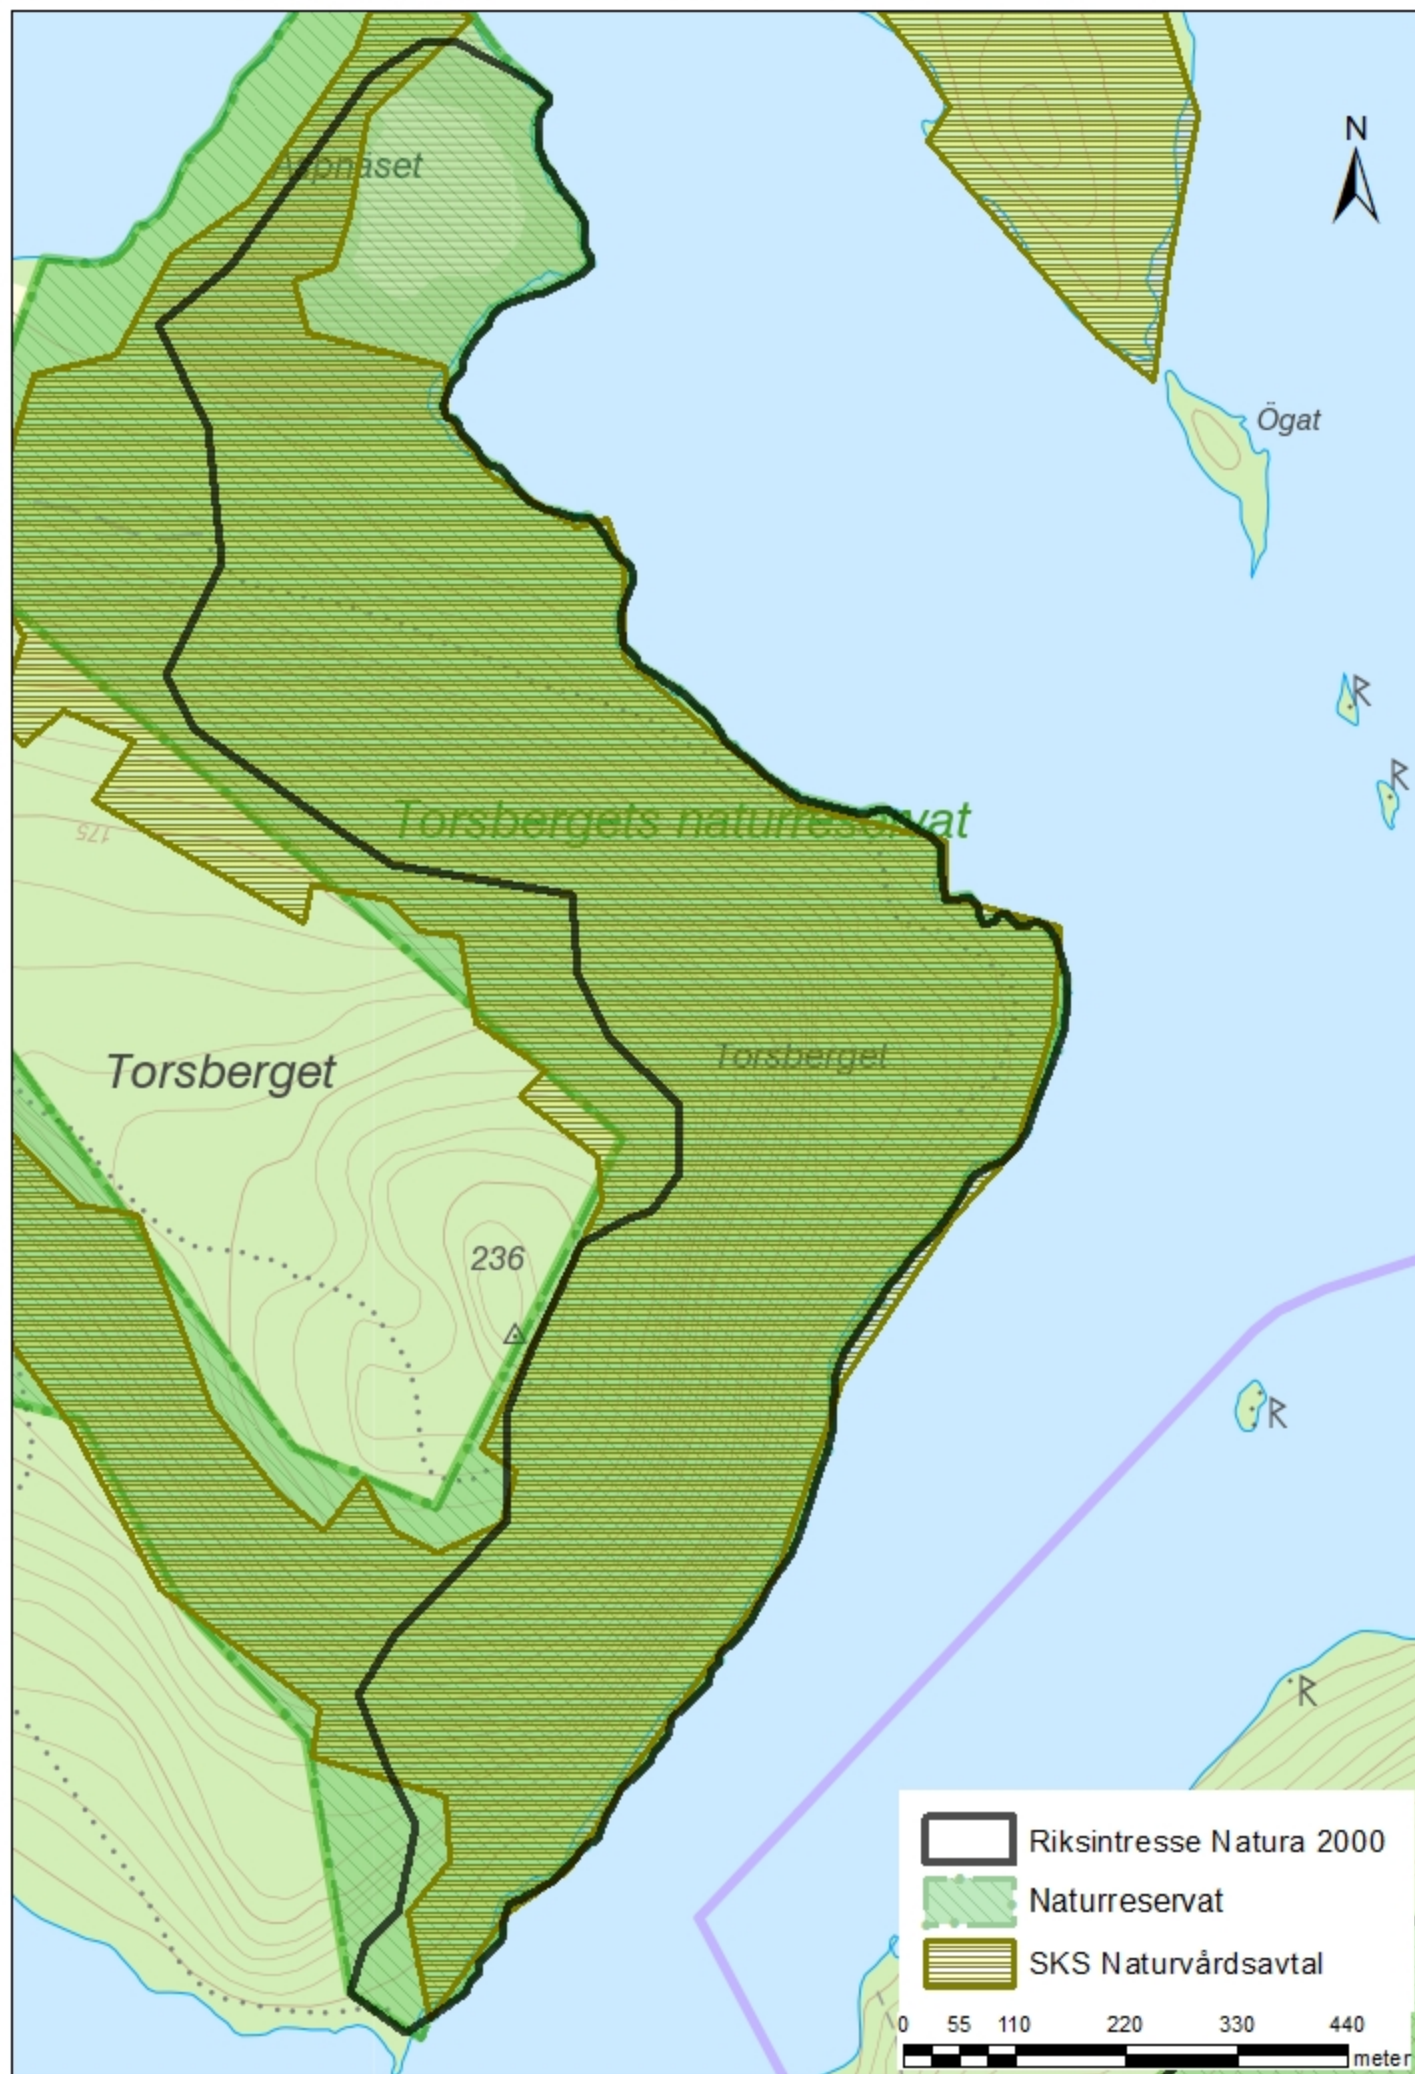 N
Aspnäset
Ögat
R
R
Torsbergets naturreservat
175
Torsberget
Torsberget
236
R
R
Riksintresse Natura 2000
Naturreservat
SKS Naturvårdsavtal
0 55 110 220 330 440
meter